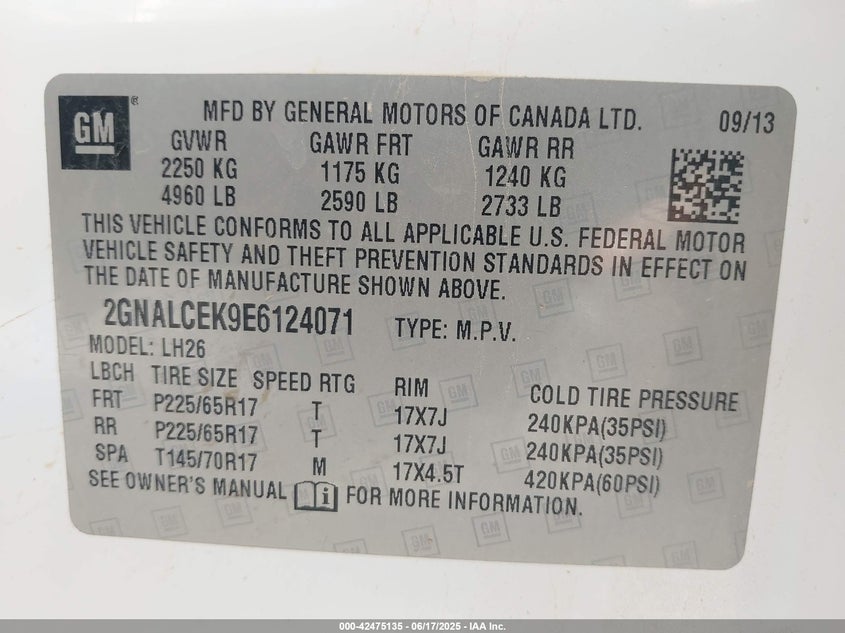 GM®
MFD BY GENERAL MOTORS OF CANADA LTD. 09/13
GVWR GAWR FRT GAWR RR
2250 KG 1175 KG 1240 KG
4960 LB 2590 LB 2733 LB
THIS VEHICLE CONFORMS TO ALL APPLICABLE U.S. FEDERAL MOTOR
VEHICLE SAFETY AND THEFT PREVENTION STANDARDS IN EFFECT ON
THE DATE OF MANUFACTURE SHOWN ABOVE.
2GNALCEK9E6124071 TYPE: M.P.V.
MODEL: LH26
LBCH TIRE SIZE SPEED RTG RIM COLD TIRE PRESSURE
FRT P225/65R17 T 17X7J 240KPA(35PSI)
RR P225/65R17 T 17X7J 240KPA(35PSI)
SPA T145/70R17 M 17X4.5T 420KPA(60PSI)
SEE OWNER'S MANUAL i FOR MORE INFORMATION.
000-42475135 - 06/17/2025 - IAA Inc.